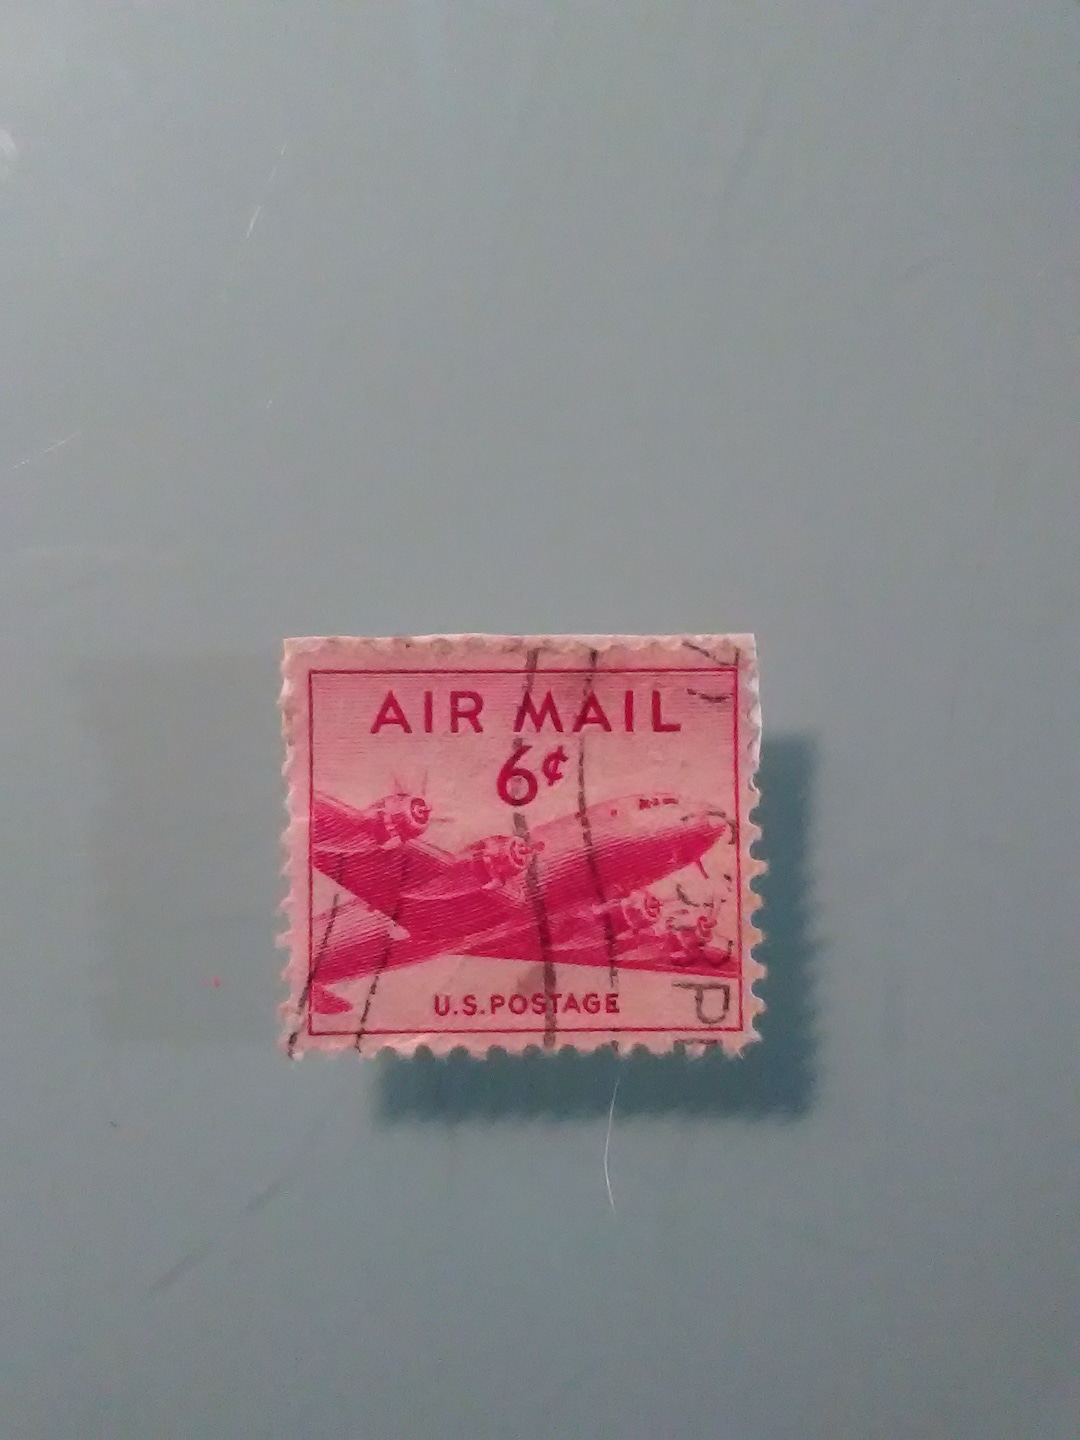 AIR MAIL
6¢
U.S. POSTAGE